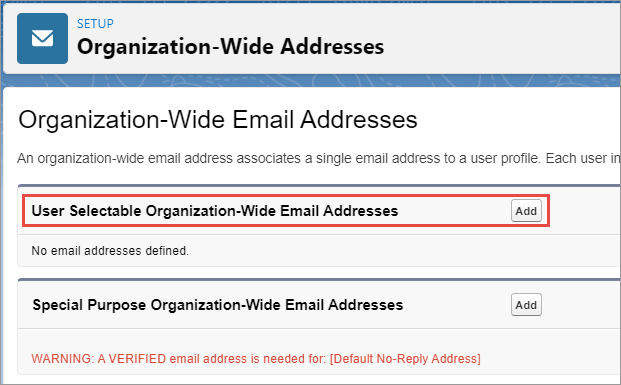 SETUP
Organization-Wide Addresses
Organization-Wide Email Addresses
An organization-wide email address associates a single email address to a user profile. Each user in
User Selectable Organization-Wide Email Addresses Add
No email addresses defined.
Special Purpose Organization-Wide Email Addresses Add
WARNING: A VERIFIED email address is needed for: [Default No-Reply Address]